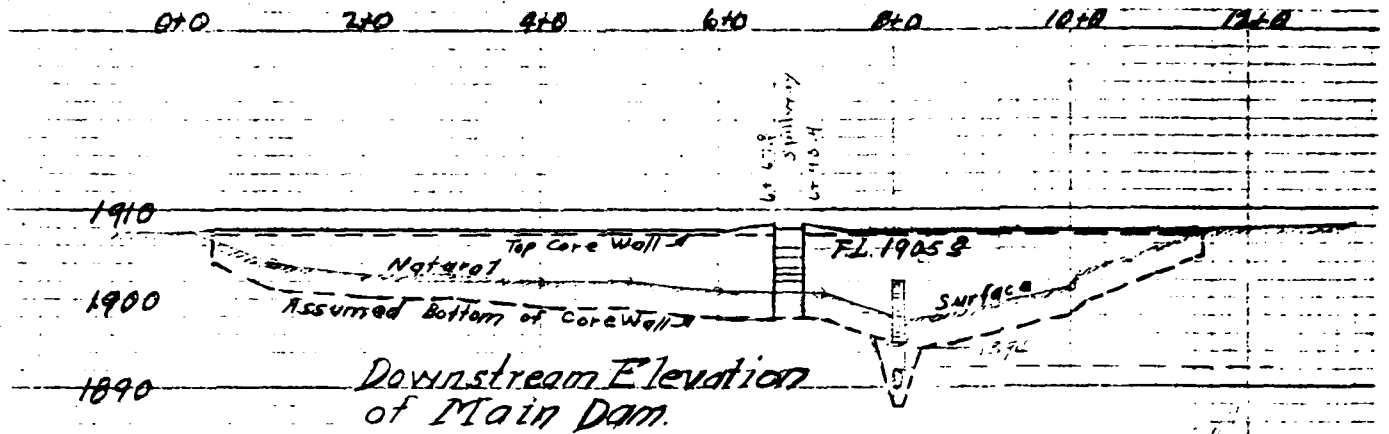 0+0 2+0 4+0 6+0 8+0 10+0 12+0
Spillway
1910
Top Core Wall
F.L. 1905
Natural
Surface
1900
Assumed Bottom of Core Wall
1890
Downstream Elevation
of Main Dam.